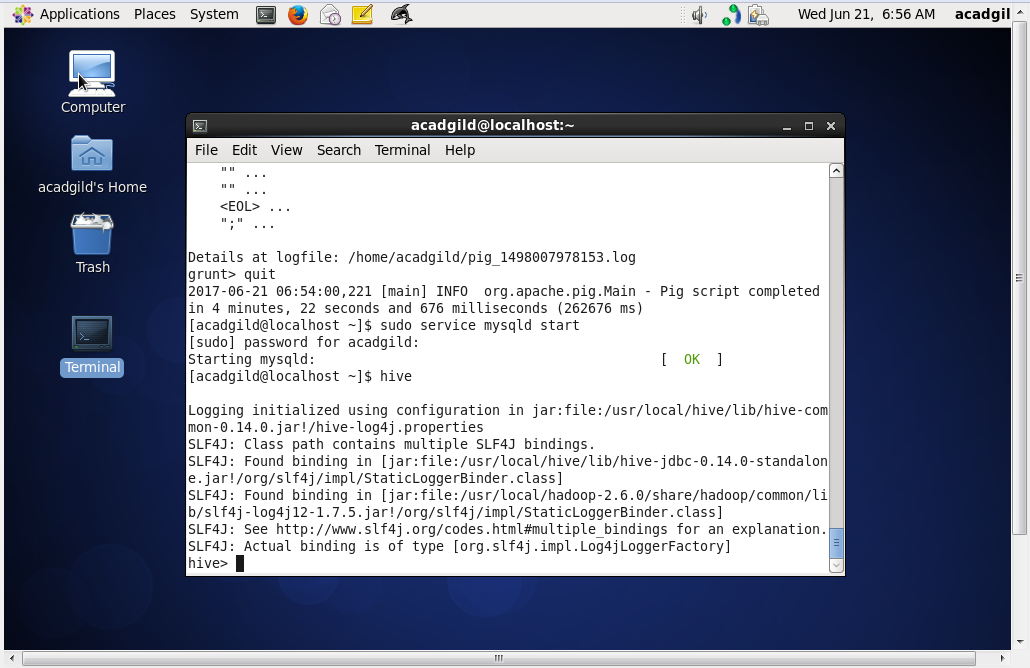 Applications Places System
Wed Jun 21, 6:56 AM acadgil
Computer
acadgild's Home
Trash
Terminal
acadgild@localhost:~
File Edit View Search Terminal Help
"" ...
"" ...
<EOL> ...
";" ...
Details at logfile: /home/acadgild/pig_1498007978153.log
grunt> quit
2017-06-21 06:54:00,221 [main] INFO  org.apache.pig.Main - Pig script completed
in 4 minutes, 22 seconds and 676 milliseconds (262676 ms)
[acadgild@localhost ~]$ sudo service mysqld start
[sudo] password for acadgild:
Starting mysqld: [  OK  ]
[acadgild@localhost ~]$ hive
Logging initialized using configuration in jar:file:/usr/local/hive/lib/hive-com
mon-0.14.0.jar!/hive-log4j.properties
SLF4J: Class path contains multiple SLF4J bindings.
SLF4J: Found binding in [jar:file:/usr/local/hive/lib/hive-jdbc-0.14.0-standalon
e.jar!/org/slf4j/impl/StaticLoggerBinder.class]
SLF4J: Found binding in [jar:file:/usr/local/hadoop-2.6.0/share/hadoop/common/li
b/slf4j-log4j12-1.7.5.jar!/org/slf4j/impl/StaticLoggerBinder.class]
SLF4J: See http://www.slf4j.org/codes.html#multiple_bindings for an explanation.
SLF4J: Actual binding is of type [org.slf4j.impl.Log4jLoggerFactory]
hive>